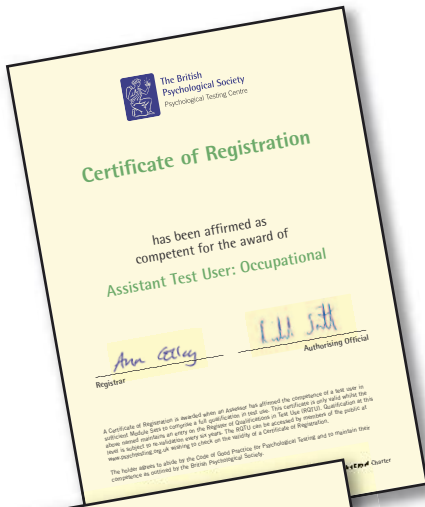 The British
Psychological Society
Psychological Testing Centre
Certificate of Registration
has been affirmed as
competent for the award of
Assistant Test User: Occupational
Ann Colley
Registrar
Authorising Official
A Certificate of Registration is awarded when an Assessor has affirmed the competence of a test user in
sufficient Module Sets to comprise a full qualification in test use. This certificate is only valid whilst the
above named maintains an entry on the Register of Qualifications in Test Use (RQTU). Qualification at this
level is subject to re-validation every six years. The RQTU can be accessed by members of the public at
www.psychtesting.org.uk wishing to check on the validity of a Certificate of Registration.
The holder agrees to abide by the Code of Good Practice for Psychological Testing and to maintain their
competence as outlined by the British Psychological Society.
Charter